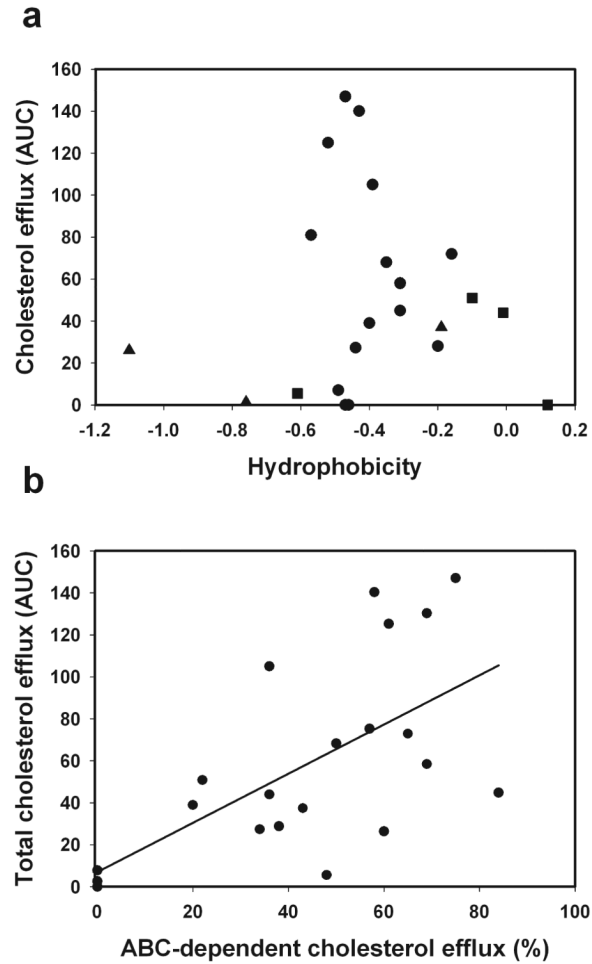 a
160
140
120
100
80
60
40
20
0
Cholesterol efflux (AUC)
-1.2 -1.0 -0.8 -0.6 -0.4 -0.2 0.0 0.2
Hydrophobicity
b
160
140
120
100
80
60
40
20
0
Total cholesterol efflux (AUC)
0 20 40 60 80 100
ABC-dependent cholesterol efflux (%)